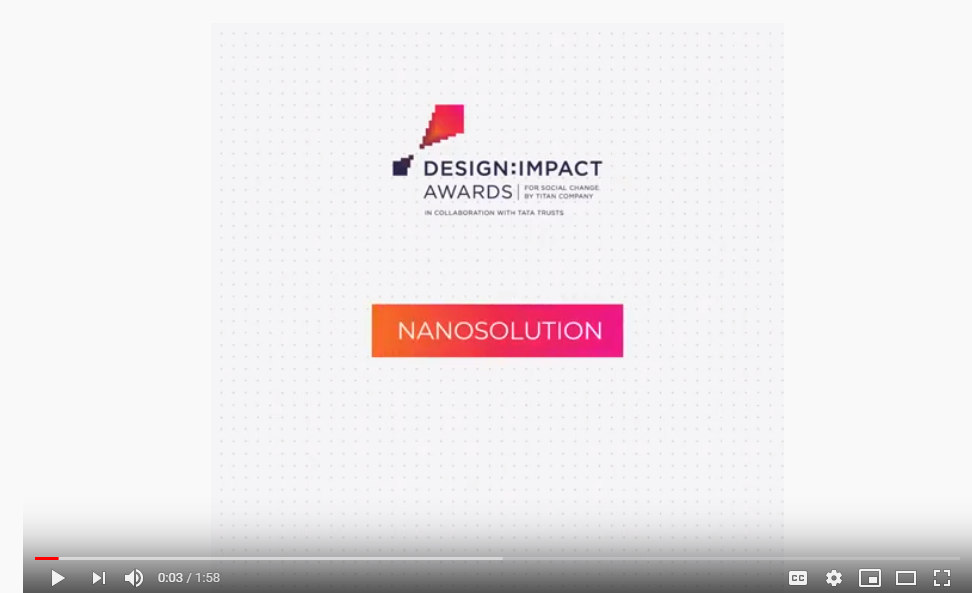 DESIGN:IMPACT
AWARDS
FOR SOCIAL CHANGE
BY TITAN COMPANY
IN COLLABORATION WITH TATA TRUSTS
NANOSOLUTION
0:03 / 1:58
CC